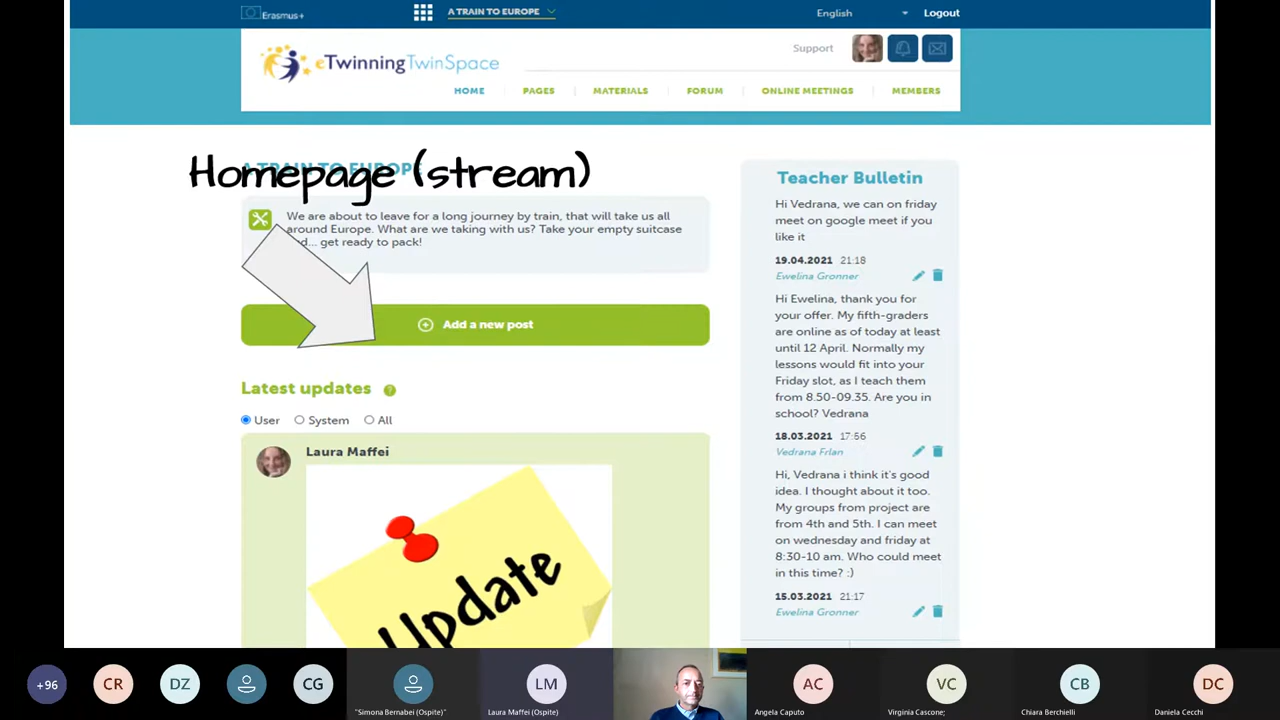 Erasmus+
A TRAIN TO EUROPE
English
Logout
eTwinningTwinSpace
Support
HOME
PAGES
MATERIALS
FORUM
ONLINE MEETINGS
MEMBERS
A TRAIN TO EUROPE
Homepage (stream)
We are about to leave for a long journey by train, that will take us all
around Europe. What are we taking with us? Take your empty suitcase
... get ready to pack!
Add a new post
Latest updates ?
User
System
All
Laura Maffei
Update
Teacher Bulletin
Hi Vedrana, we can on friday
meet on google meet if you
like it
19.04.2021 21:18
Ewelina Gronner
Hi Ewelina, thank you for
your offer. My fifth-graders
are online as of today at least
until 12 April. Normally my
lessons would fit into your
Friday slot, as I teach them
from 8.50-09.35. Are you in
school? Vedrana
18.03.2021 17:56
Vedrana Frlan
Hi, Vedrana i think it's good
idea. I thought about it too.
My groups from project are
from 4th and 5th. I can meet
on wednesday and friday at
8:30-10 am. Who could meet
in this time? :)
15.03.2021 21:17
Ewelina Gronner
+96
CR
DZ
CG
"Simona Bernabei (Ospite)"
LM
Laura Maffei (Ospite)
AC
Angela Caputo
VC
Virginia Cascone;
CB
Chiara Berchielli
DC
Daniela Cecchi